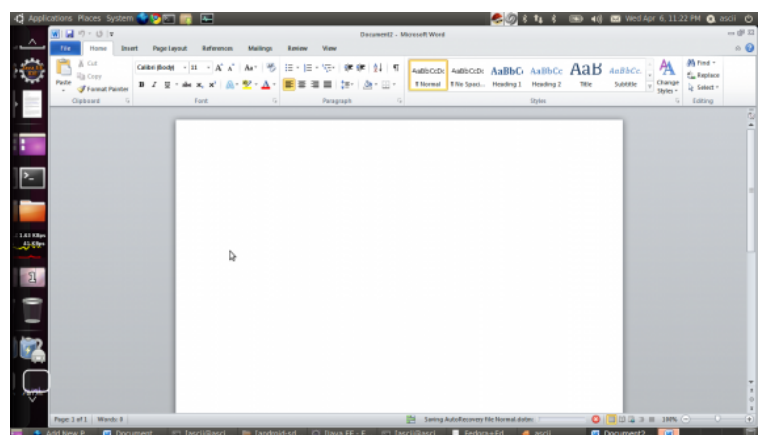 Applications Places System
Wed Apr 6, 11:22 PM ascii
Document2 - Microsoft Word
File Home Insert Page Layout References Mailings Review View
Paste
Cut
Copy
Format Painter
Clipboard
Calibri (Body) 11
Font
Paragraph
AaBbCcDc AaBbCcDc AaBbC AaBbCc AaB AaBbCc.
¶ Normal ¶ No Spaci... Heading 1 Heading 2 Title Subtitle
Change
Styles
Styles
Find
Replace
Select
Editing
1
Page: 1 of 1 Words: 0
Saving AutoRecovery File Normal.dotm:
Document2